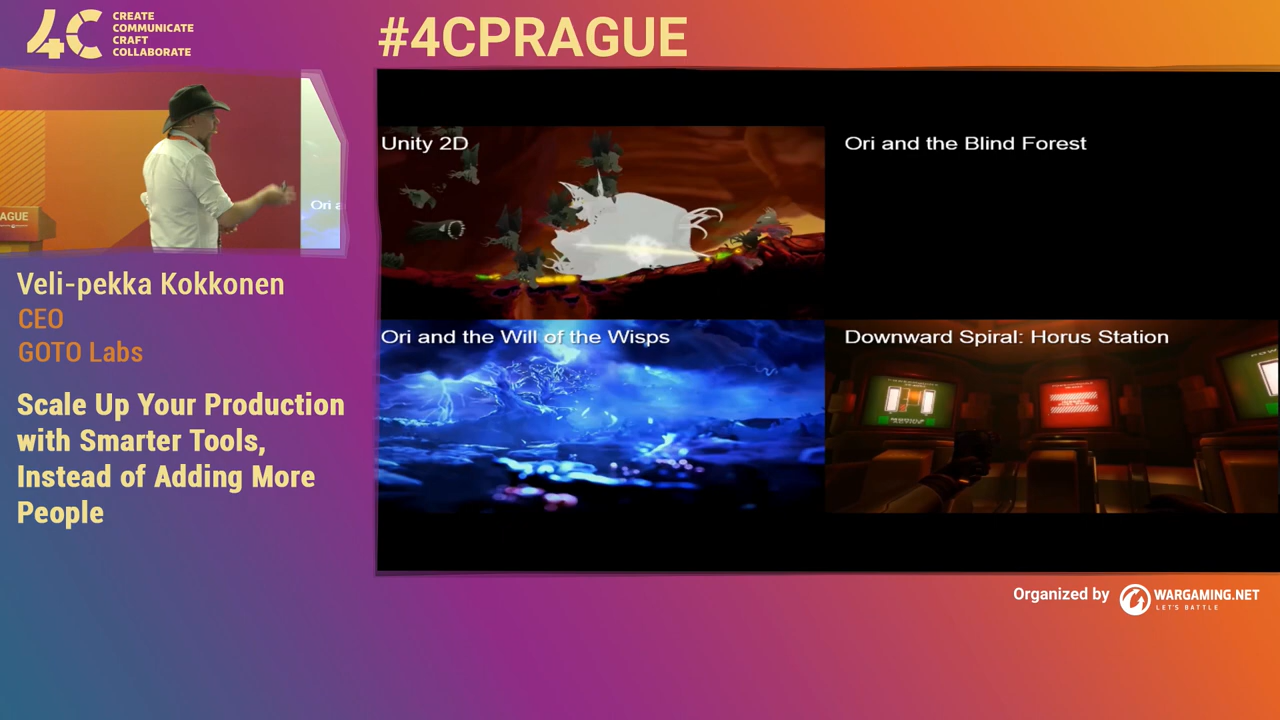 4C
CREATE
COMMUNICATE
CRAFT
COLLABORATE
#4CPRAGUE
AGUE
Ori a
Veli-pekka Kokkonen
CEO
GOTO Labs
Scale Up Your Production
with Smarter Tools,
Instead of Adding More
People
Unity 2D
Ori and the Blind Forest
Ori and the Will of the Wisps
Downward Spiral: Horus Station
Organized by
WARGAMING.NET
LET'S BATTLE